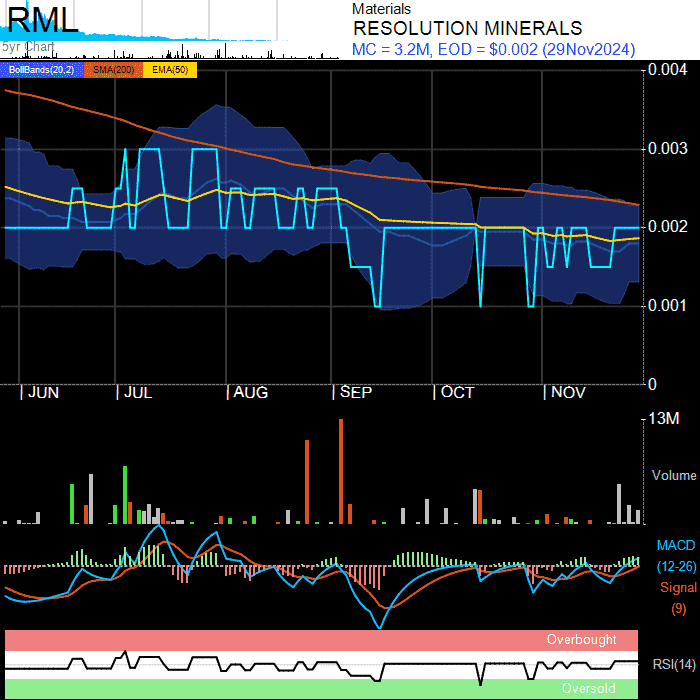 RML
5yr Chart
Materials
RESOLUTION MINERALS
MC = 3.2M, EOD = $0.002 (29Nov2024)
BollBands(20,2) SMA(200) EMA(50)
0.004
0.003
0.002
0.001
0
JUN JUL AUG SEP OCT NOV
13M
Volume
MACD
(12-26)
Signal
(9)
Overbought
RSI(14)
Oversold